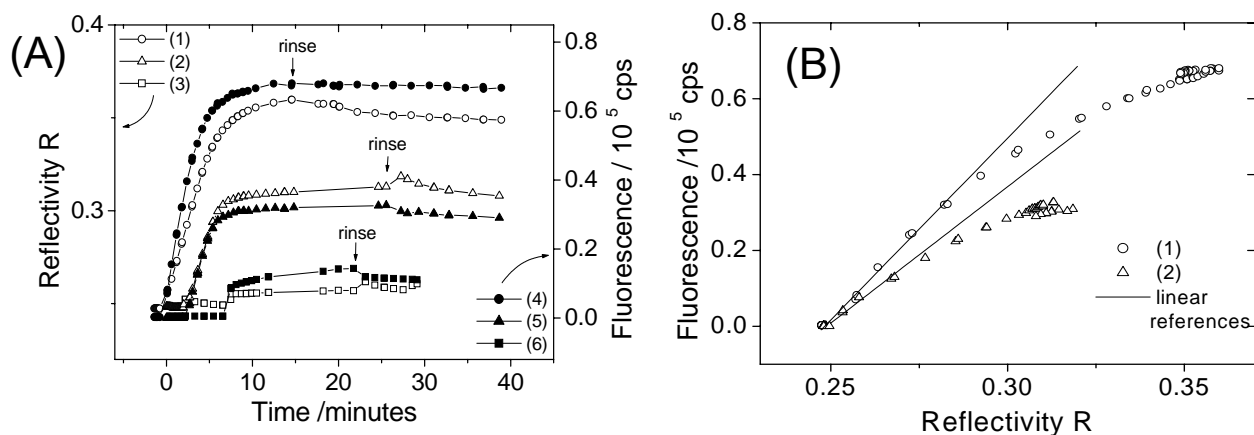 (A)
0.4
0.3
Reflectivity R
(1)
(2)
(3)
rinse
rinse
rinse
(4)
(5)
(6)
0.8
0.6
0.4
0.2
0.0
Fluorescence / 10 5 cps
0 10 20 30 40
Time /minutes
(B)
0.8
0.6
0.4
0.2
0.0
Fluorescence /10 5 cps
(1)
(2)
linear
references
0.25 0.30 0.35
Reflectivity R